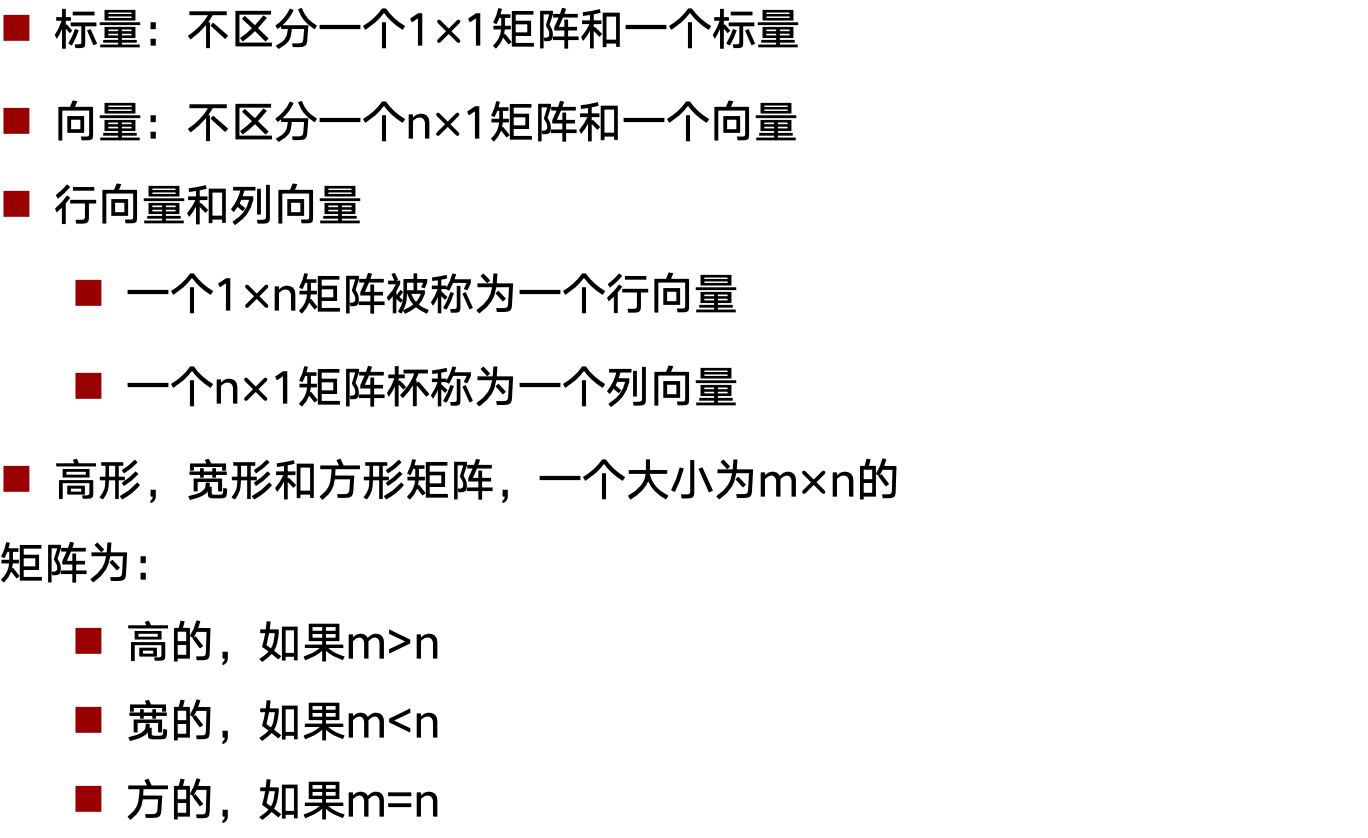 ■ 标量：不区分一个1×1矩阵和一个标量
■ 向量：不区分一个n×1矩阵和一个向量
■ 行向量和列向量
■ 一个1×n矩阵被称为一个行向量
■ 一个n×1矩阵杯称为一个列向量
■ 高形，宽形和方形矩阵，一个大小为m×n的
矩阵为：
■ 高的，如果m>n
■ 宽的，如果m<n
■ 方的，如果m=n